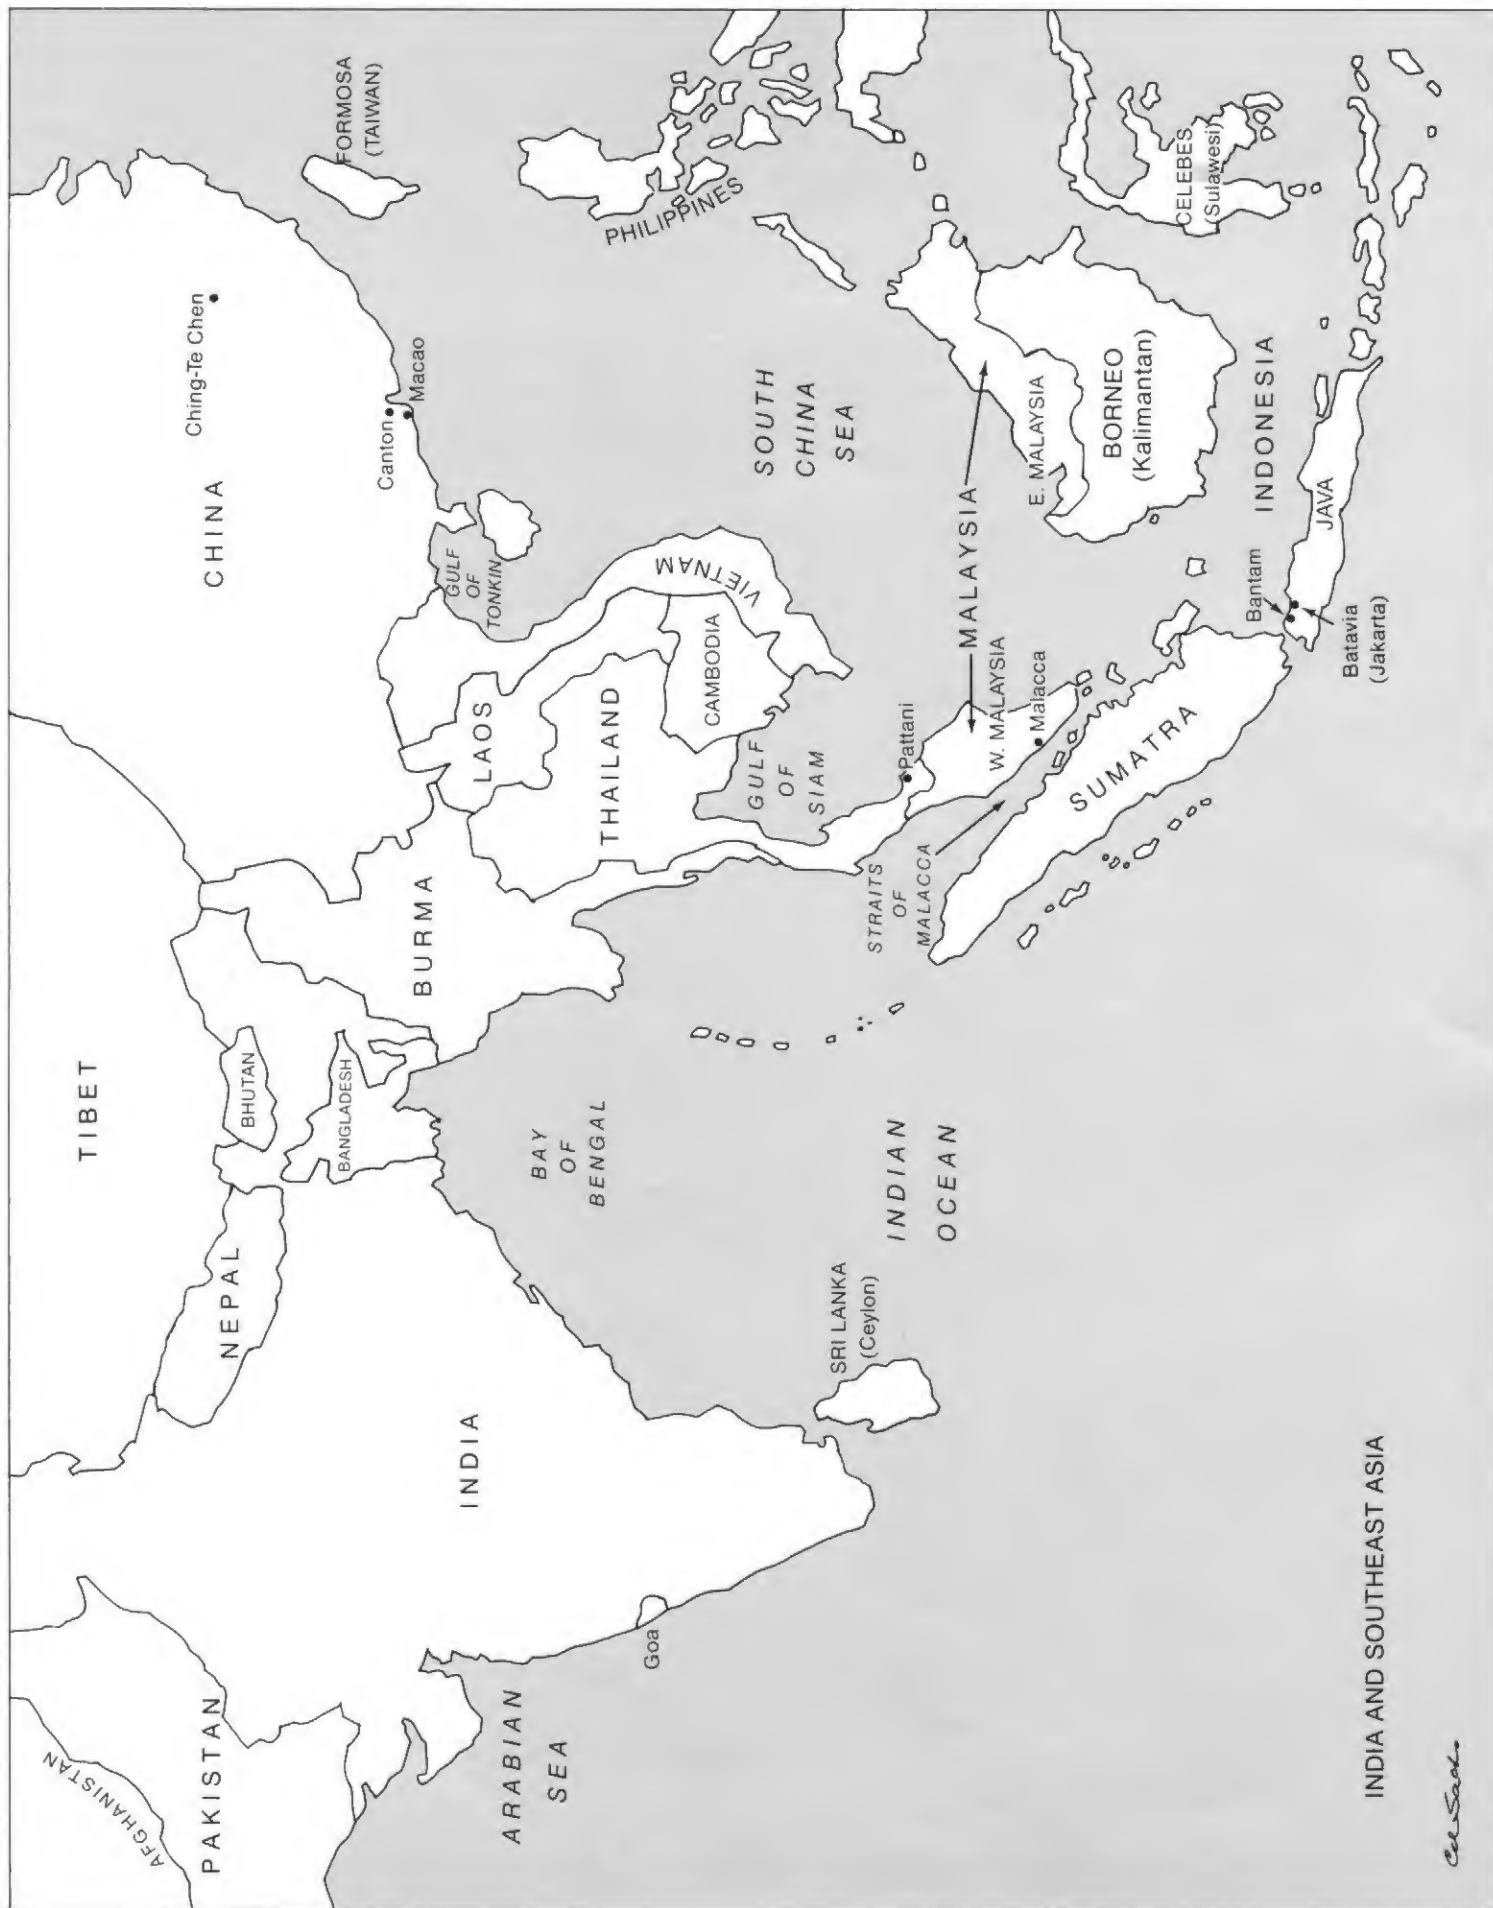 AFGHANISTAN
PAKISTAN
TIBET
NEPAL
BHUTAN
BANGLADESH
INDIA
Goa
ARABIAN
SEA
BAY
OF
BENGAL
SRI LANKA
(Ceylon)
INDIAN
OCEAN
CHINA
Ching-Te Chen
Canton
Macao
FORMOSA
(TAIWAN)
BURMA
LAOS
THAILAND
CAMBODIA
VIETNAM
GULF
OF
TONKIN
GULF
OF
SIAM
SOUTH
CHINA
SEA
PHILIPPINES
Pattani
STRAITS
OF
MALACCA
MALAYSIA
W. MALAYSIA
Malacca
E. MALAYSIA
BORNEO
(Kalimantan)
CELEBES
(Sulawesi)
SUMATRA
INDONESIA
Bantam
Batavia
(Jakarta)
JAVA
INDIA AND SOUTHEAST ASIA